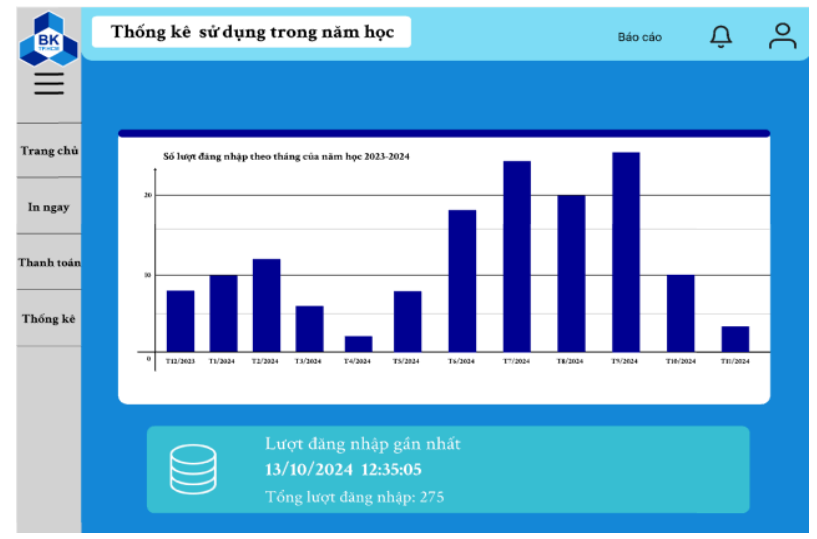 BK
TP.HCM
Thống kê sử dụng trong năm học
Báo cáo
Trang chủ
In ngay
Thanh toán
Thống kê
Số lượt đăng nhập theo tháng của năm học 2023-2024
20
10
0
T12/2023 T1/2024 T2/2024 T3/2024 T4/2024 T5/2024 T6/2024 T7/2024 T8/2024 T9/2024 T10/2024 T11/2024
Lượt đăng nhập gần nhất
13/10/2024 12:35:05
Tổng lượt đăng nhập: 275